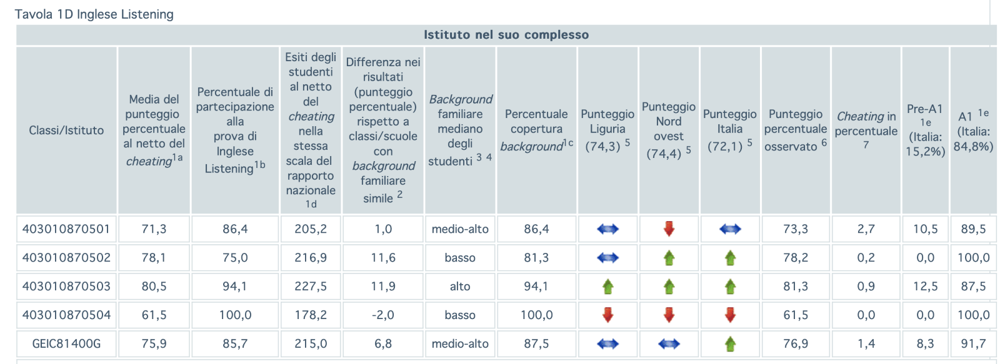 Tavola 1D Inglese Listening
Istituto nel suo complesso
Classi/Istituto
Media del
punteggio
percentuale
al netto del
cheating1a
Percentuale di
partecipazione
alla
prova di
Inglese
Listening1b
Esiti degli
studenti
al netto
del
cheating
nella
stessa
scala del
rapporto
nazionale
1d
Differenza nei
risultati
(punteggio
percentuale)
rispetto a
classi/scuole
con
background
familiare
simile 2
Background
familiare
mediano
degli
studenti 3 4
Percentuale
copertura
background1c
Punteggio
Liguria
(74,3) 5
Punteggio
Nord
ovest
(74,4) 5
Punteggio
Italia
(72,1) 5
Punteggio
percentuale
osservato 6
Cheating in
percentuale
7
Pre-A1
1e
(Italia:
15,2%)
A1 1e
(Italia:
84,8%)
403010870501 71,3 86,4 205,2 1,0 medio-alto 86,4 73,3 2,7 10,5 89,5
403010870502 78,1 75,0 216,9 11,6 basso 81,3 78,2 0,2 0,0 100,0
403010870503 80,5 94,1 227,5 11,9 alto 94,1 81,3 0,9 12,5 87,5
403010870504 61,5 100,0 178,2 -2,0 basso 100,0 61,5 0,0 0,0 100,0
GEIC81400G 75,9 85,7 215,0 6,8 medio-alto 87,5 76,9 1,4 8,3 91,7